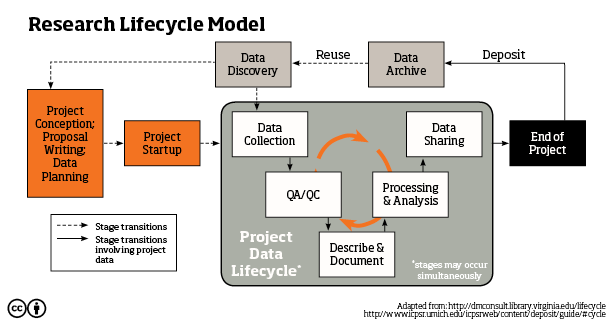 Research Lifecycle Model
Data
Discovery
Reuse
Data
Archive
Deposit
Project
Conception;
Proposal
Writing;
Data
Planning
Project
Startup
Data
Collection
Data
Sharing
End of
Project
QA/QC
Processing
& Analysis
Describe &
Document
Project
Data
Lifecycle*
*stages may occur
simultaneously
Stage transitions
Stage transitions
involving project
data
cc
Adapted from: http://dmconsult.library.virginia.edu/lifecycle
http://www.icpsr.umich.edu/icpsrweb/content/deposit/guide/#cycle